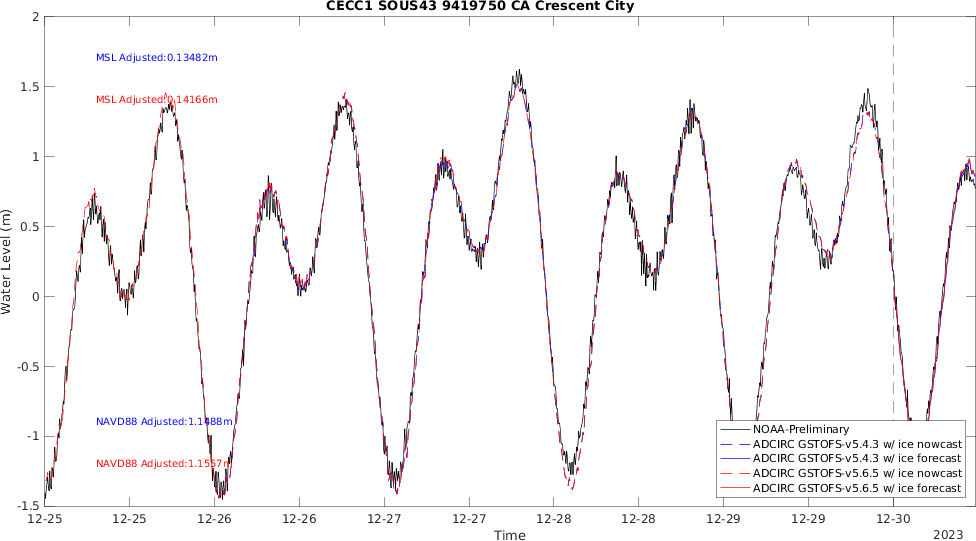 CECC1 SOUS43 9419750 CA Crescent City
Water Level (m)
2
1.5
1
0.5
0
-0.5
-1
-1.5
MSL Adjusted:0.13482m
MSL Adjusted:0.14166m
NAVD88 Adjusted:1.1488m
NAVD88 Adjusted:1.1557m
NOAA-Preliminary
ADCIRC GSTOFS-v5.4.3 w/ ice nowcast
ADCIRC GSTOFS-v5.4.3 w/ ice forecast
ADCIRC GSTOFS-v5.6.5 w/ ice nowcast
ADCIRC GSTOFS-v5.6.5 w/ ice forecast
12-25 12-25 12-26 12-26 12-27 12-27 12-28 12-28 12-29 12-29 12-30
Time
2023